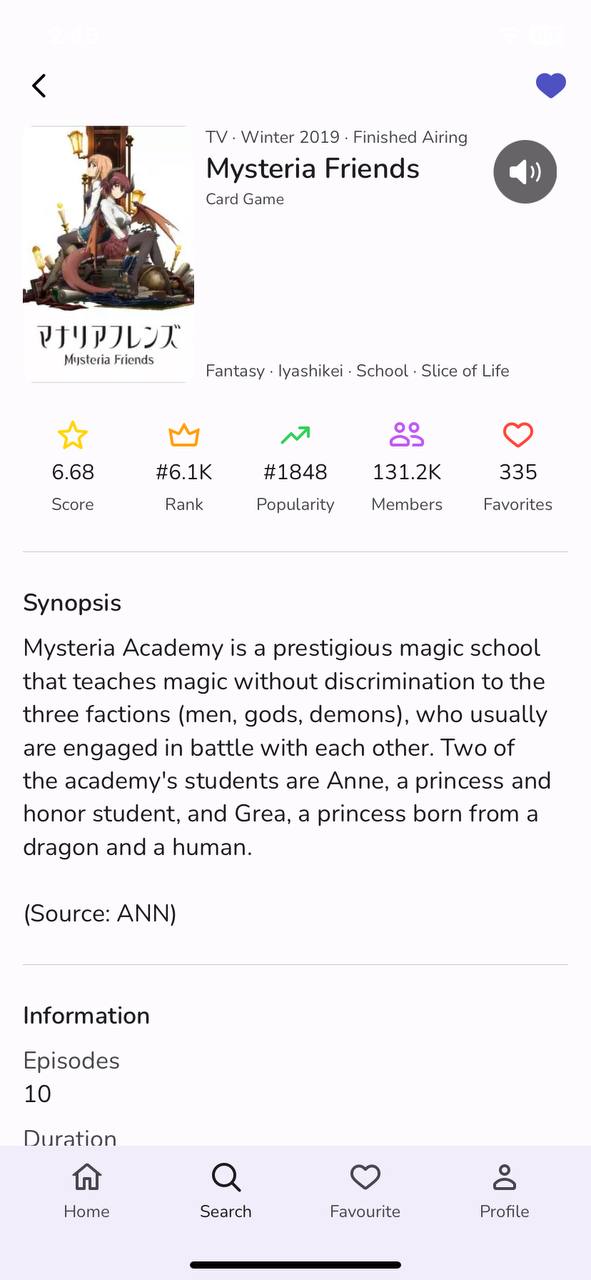 TV · Winter 2019 · Finished Airing
Mysteria Friends
Card Game
マナリアフレンズ
Mysteria Friends
Fantasy · Iyashikei · School · Slice of Life
6.68
#6.1K
#1848
131.2K
335
Score
Rank
Popularity
Members
Favorites
Synopsis
Mysteria Academy is a prestigious magic school
that teaches magic without discrimination to the
three factions (men, gods, demons), who usually
are engaged in battle with each other. Two of
the academy's students are Anne, a princess and
honor student, and Grea, a princess born from a
dragon and a human.
(Source: ANN)
Information
Episodes
10
Duration
Home
Search
Favourite
Profile